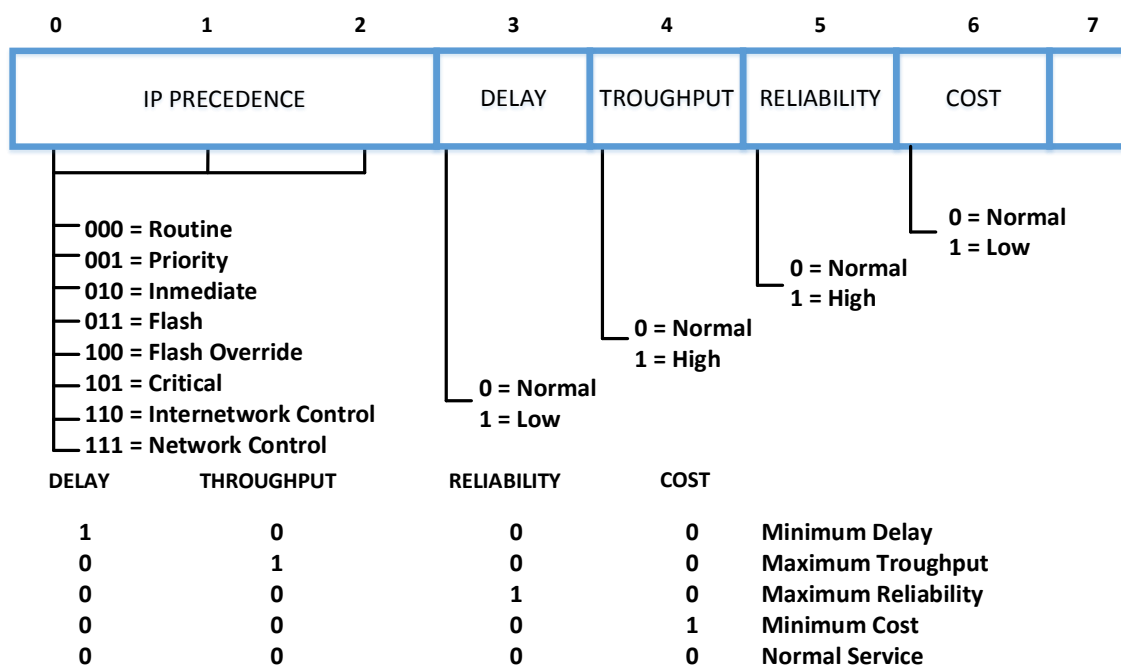 0 1 2 3 4 5 6 7
IP PRECEDENCE DELAY TROUGHPUT RELIABILITY COST
000 = Routine
001 = Priority
010 = Inmediate
011 = Flash
100 = Flash Override
101 = Critical
110 = Internetwork Control
111 = Network Control
0 = Normal
1 = Low
0 = Normal
1 = High
0 = Normal
1 = High
0 = Normal
1 = Low
DELAY THROUGHPUT RELIABILITY COST
1 0 0 0 Minimum Delay
0 1 0 0 Maximum Troughput
0 0 1 0 Maximum Reliability
0 0 0 1 Minimum Cost
0 0 0 0 Normal Service